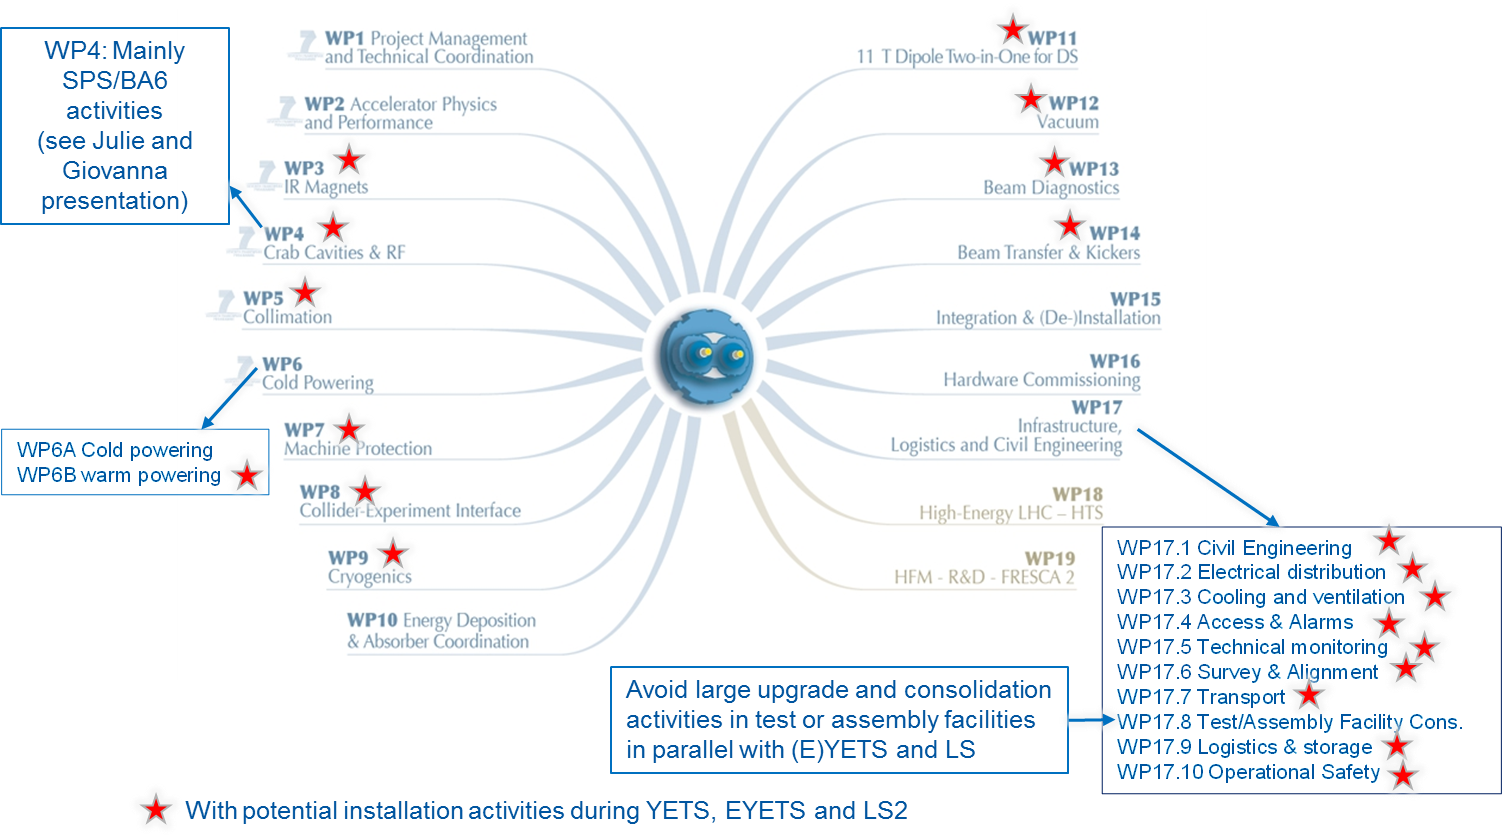 WP4: Mainly
SPS/BA6
activities
(see Julie and
Giovanna
presentation)
WP1 Project Management
and Technical Coordination
WP2 Accelerator Physics
and Performance
WP3
IR Magnets
WP4
Crab Cavities & RF
WP5
Collimation
WP6
Cold Powering
WP6A Cold powering
WP6B warm powering
WP7
Machine Protection
WP8
Collider-Experiment Interface
WP9
Cryogenics
WP10 Energy Deposition
& Absorber Coordination
WP11
11 T Dipole Two-in-One for DS
WP12
Vacuum
WP13
Beam Diagnostics
WP14
Beam Transfer & Kickers
WP15
Integration & (De-)Installation
WP16
Hardware Commissioning
WP17
Infrastructure,
Logistics and Civil Engineering
WP18
High-Energy LHC – HTS
WP19
HFM - R&D - FRESCA 2
WP17.1 Civil Engineering
WP17.2 Electrical distribution
WP17.3 Cooling and ventilation
WP17.4 Access & Alarms
WP17.5 Technical monitoring
WP17.6 Survey & Alignment
WP17.7 Transport
WP17.8 Test/Assembly Facility Cons.
WP17.9 Logistics & storage
WP17.10 Operational Safety
Avoid large upgrade and consolidation
activities in test or assembly facilities
in parallel with (E)YETS and LS
With potential installation activities during YETS, EYETS and LS2